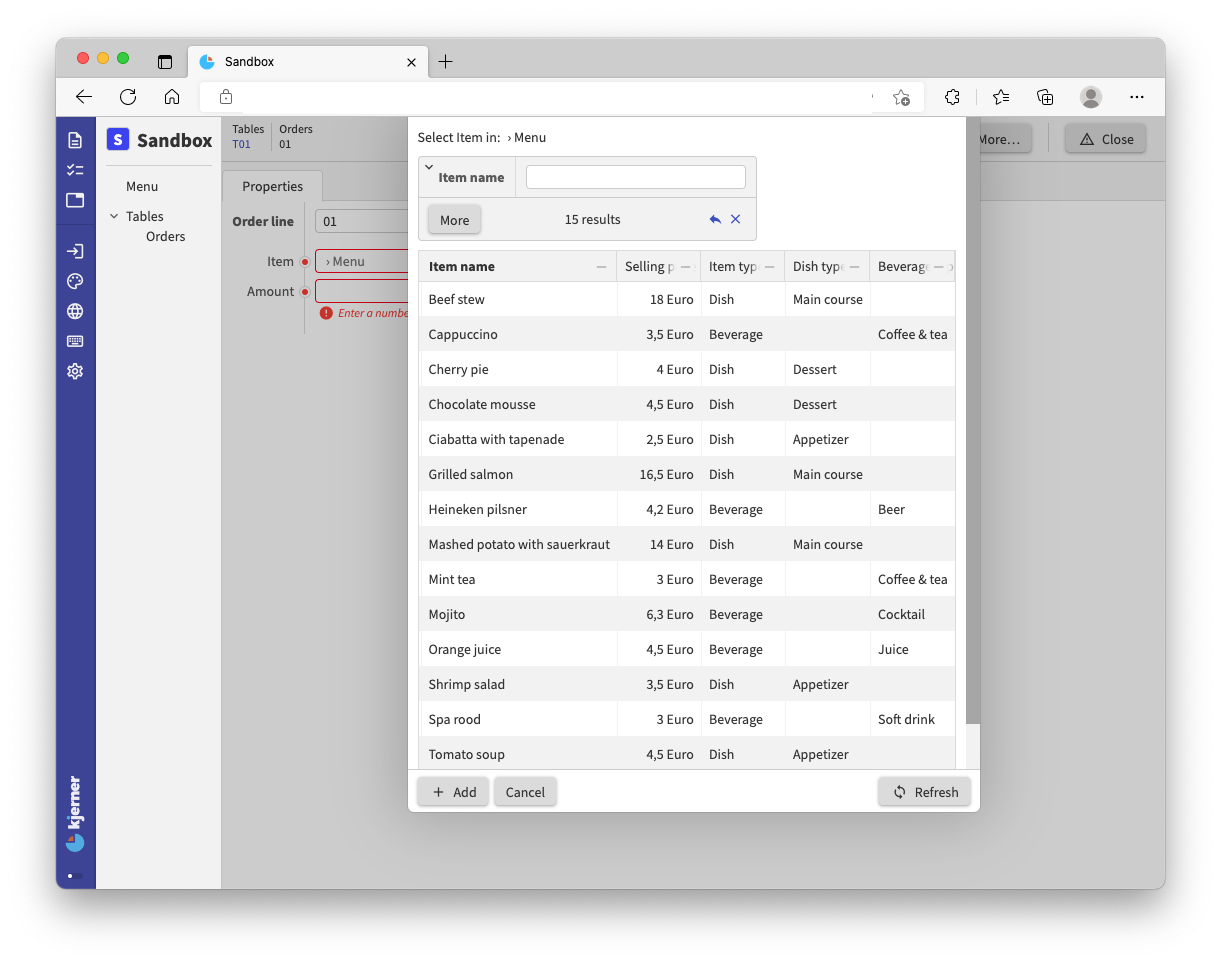 Sandbox
S Sandbox
Menu
Tables
Orders
kjerner
Tables Orders
T01 01
More…
Close
Properties
Order line 01
Item › Menu
Amount
Enter a numbe
Select Item in: › Menu
Item name
More 15 results
Item name Selling p Item typ Dish type Beverag
Beef stew 18 Euro Dish Main course
Cappuccino 3,5 Euro Beverage Coffee & tea
Cherry pie 4 Euro Dish Dessert
Chocolate mousse 4,5 Euro Dish Dessert
Ciabatta with tapenade 2,5 Euro Dish Appetizer
Grilled salmon 16,5 Euro Dish Main course
Heineken pilsner 4,2 Euro Beverage Beer
Mashed potato with sauerkraut 14 Euro Dish Main course
Mint tea 3 Euro Beverage Coffee & tea
Mojito 6,3 Euro Beverage Cocktail
Orange juice 4,5 Euro Beverage Juice
Shrimp salad 3,5 Euro Dish Appetizer
Spa rood 3 Euro Beverage Soft drink
Tomato soup 4,5 Euro Dish Appetizer
Add Cancel Refresh